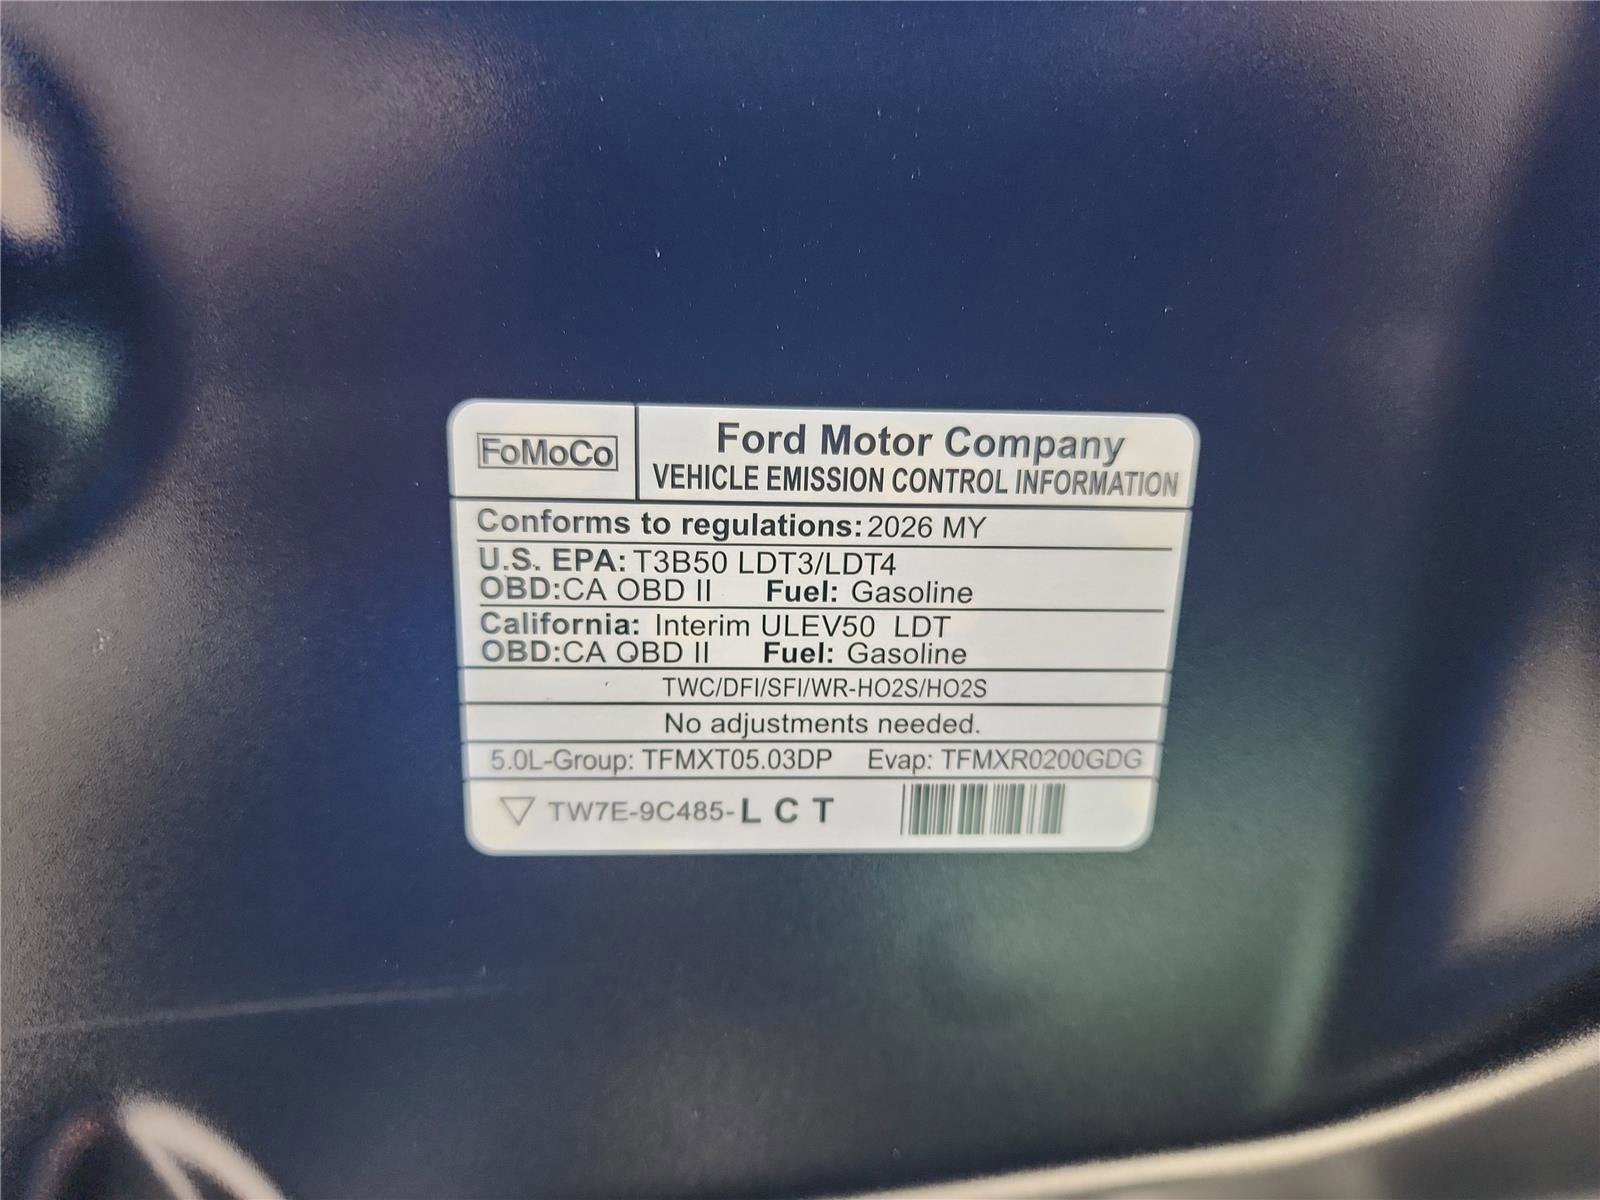 FoMoCo
Ford Motor Company
VEHICLE EMISSION CONTROL INFORMATION
Conforms to regulations: 2026 MY
U.S. EPA: T3B50 LDT3/LDT4
OBD: CA OBD II Fuel: Gasoline
California: Interim ULEV50 LDT
OBD: CA OBD II Fuel: Gasoline
TWC/DFI/SFI/WR-HO2S/HO2S
No adjustments needed.
5.0L-Group: TFMXT05.03DP Evap: TFMXR0200GDG
TW7E-9C485-L C T